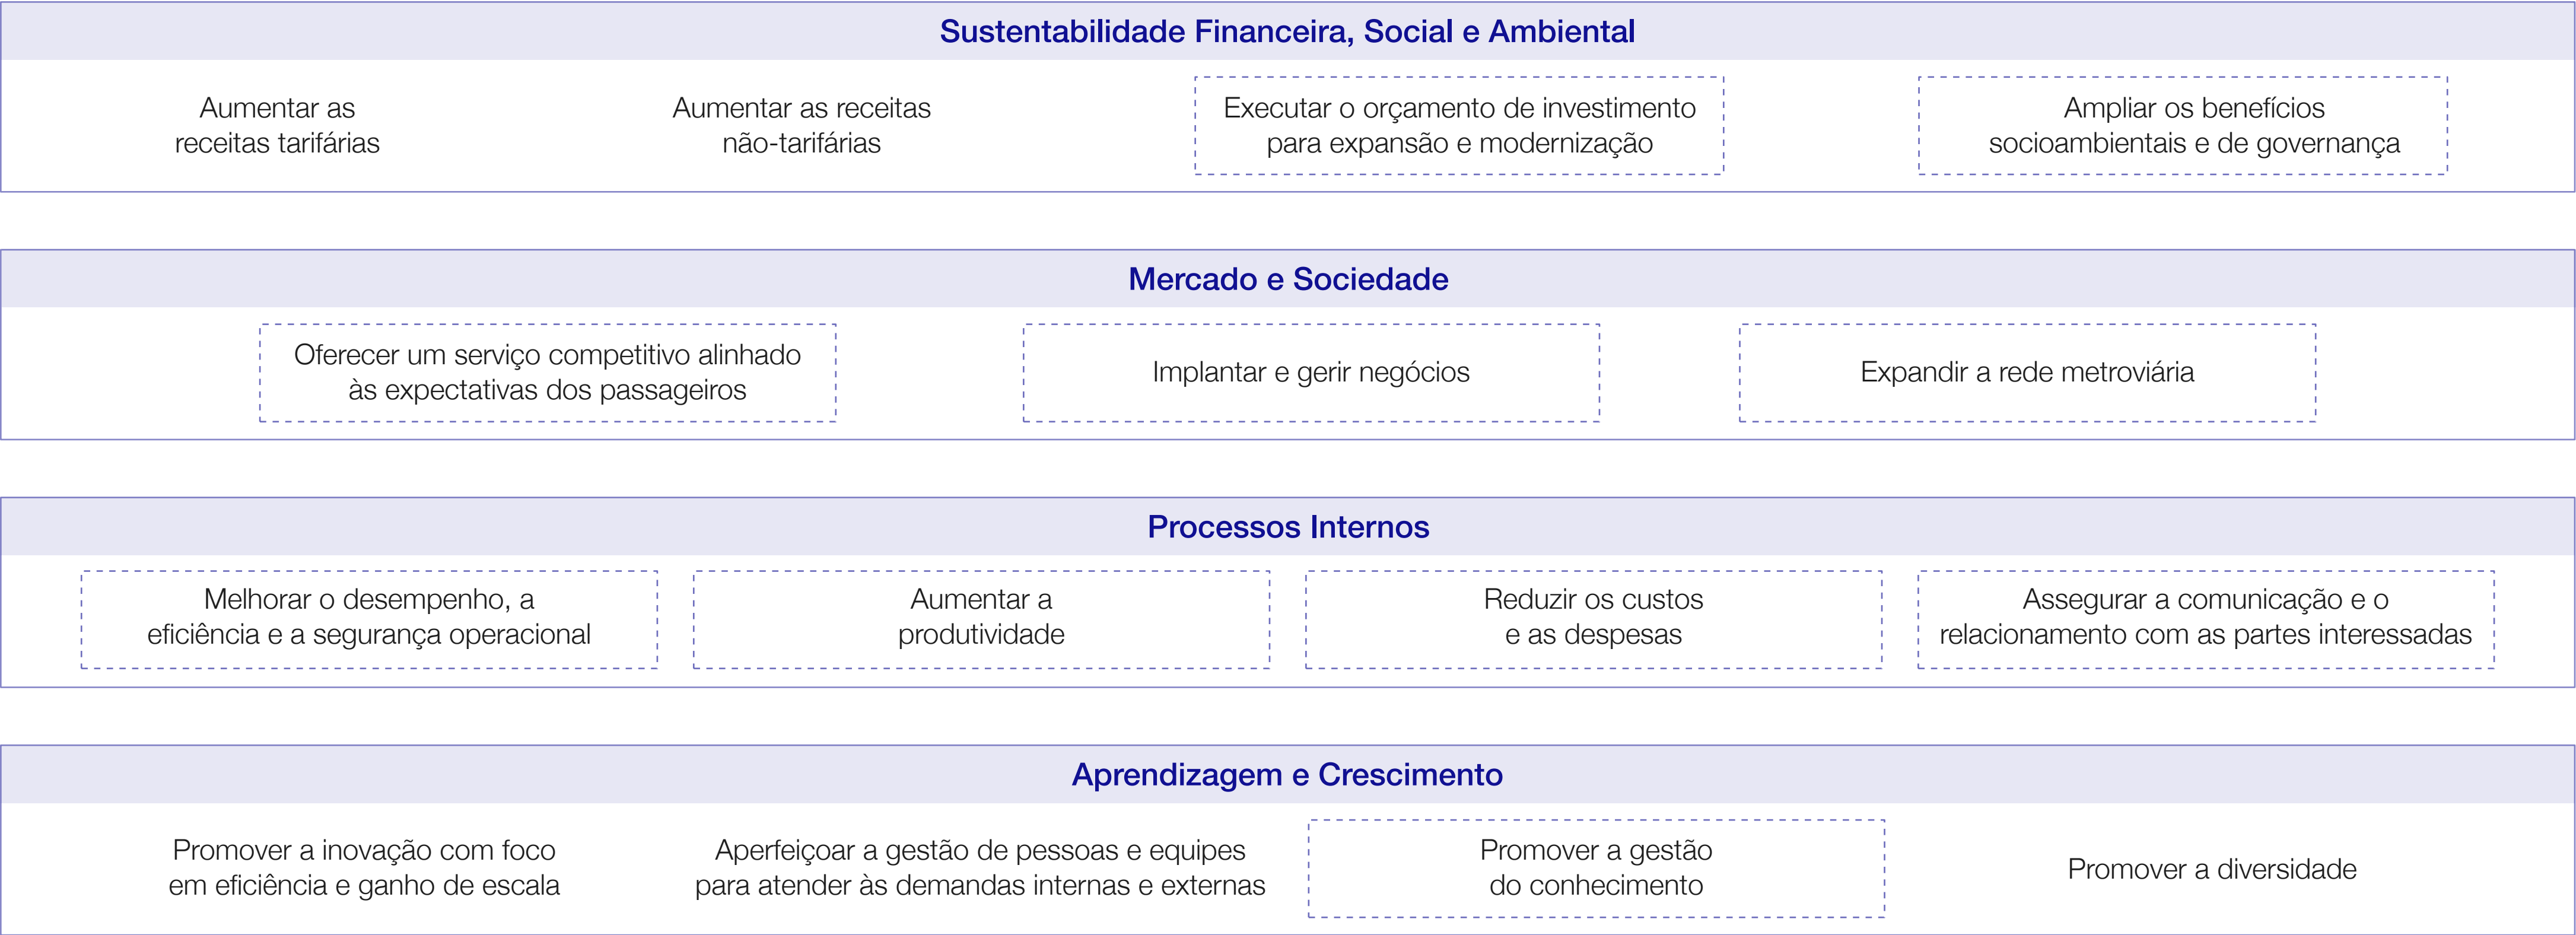 Sustentabilidade Financeira, Social e Ambiental
Aumentar as
receitas tarifárias
Aumentar as receitas
não-tarifárias
Executar o orçamento de investimento
para expansão e modernização
Ampliar os benefícios
socioambientais e de governança
Mercado e Sociedade
Oferecer um serviço competitivo alinhado
às expectativas dos passageiros
Implantar e gerir negócios
Expandir a rede metroviária
Processos Internos
Melhorar o desempenho, a
eficiência e a segurança operacional
Aumentar a
produtividade
Reduzir os custos
e as despesas
Assegurar a comunicação e o
relacionamento com as partes interessadas
Aprendizagem e Crescimento
Promover a inovação com foco
em eficiência e ganho de escala
Aperfeiçoar a gestão de pessoas e equipes
para atender às demandas internas e externas
Promover a gestão
do conhecimento
Promover a diversidade